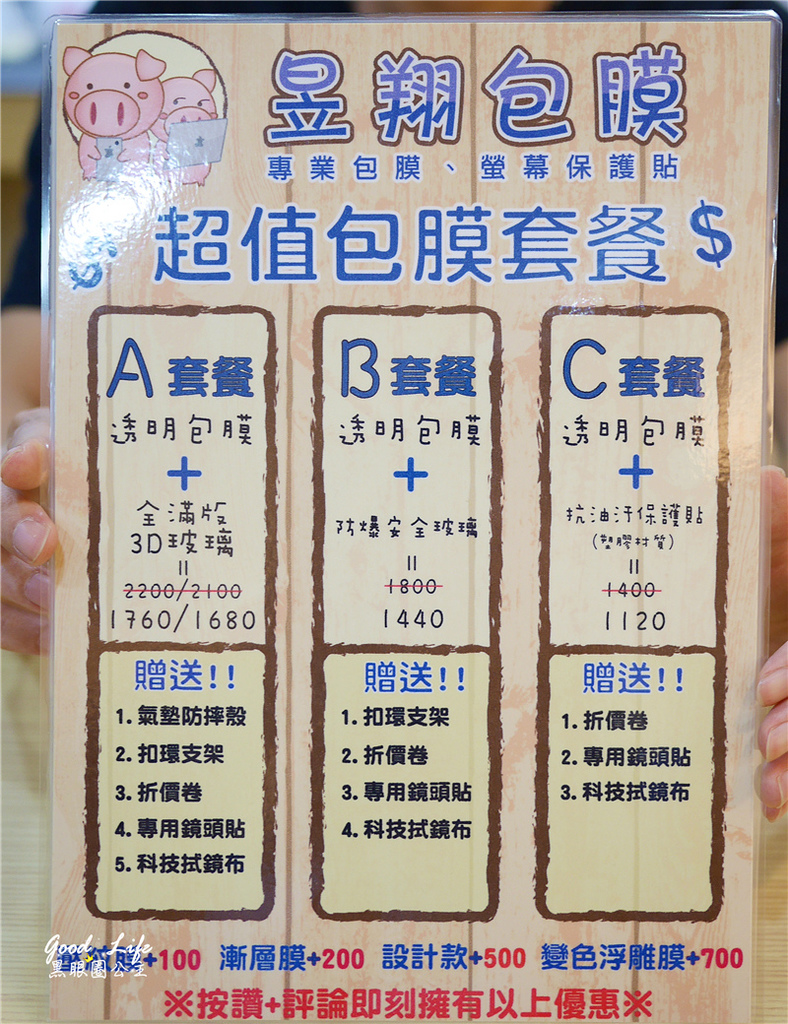 昱翔包膜
專業包膜、螢幕保護貼
$ 超值包膜套餐 $
A 套餐
透明包膜
+
全滿版
3D玻璃
=
2200/2100
1760/1680
贈送!!
1. 氣墊防摔殼
2. 扣環支架
3. 折價卷
4. 專用鏡頭貼
5. 科技拭鏡布
B 套餐
透明包膜
+
防爆安全玻璃
=
1800
1440
贈送!!
1. 扣環支架
2. 折價卷
3. 專用鏡頭貼
4. 科技拭鏡布
C 套餐
透明包膜
+
抗油汙保護貼
(塑膠材質)
=
1400
1120
贈送!!
1. 折價卷
2. 專用鏡頭貼
3. 科技拭鏡布
膜+100 漸層膜+200 設計款+500 變色浮雕膜+700
※按讚+評論即刻擁有以上優惠※
Good Life
黑眼圈公主